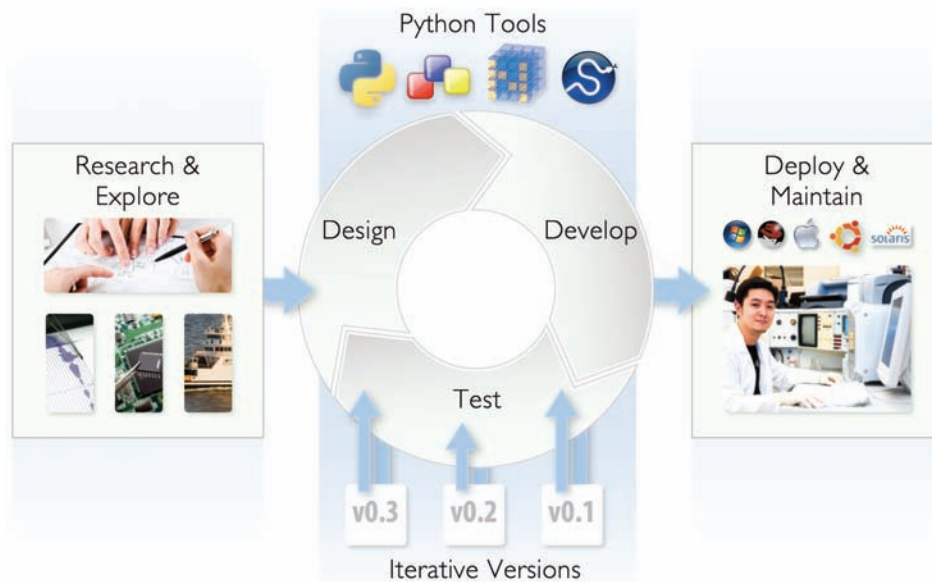 Python Tools
Research &
Explore
Design
Develop
Test
Deploy &
Maintain
solaris
v0.3
v0.2
v0.1
Iterative Versions